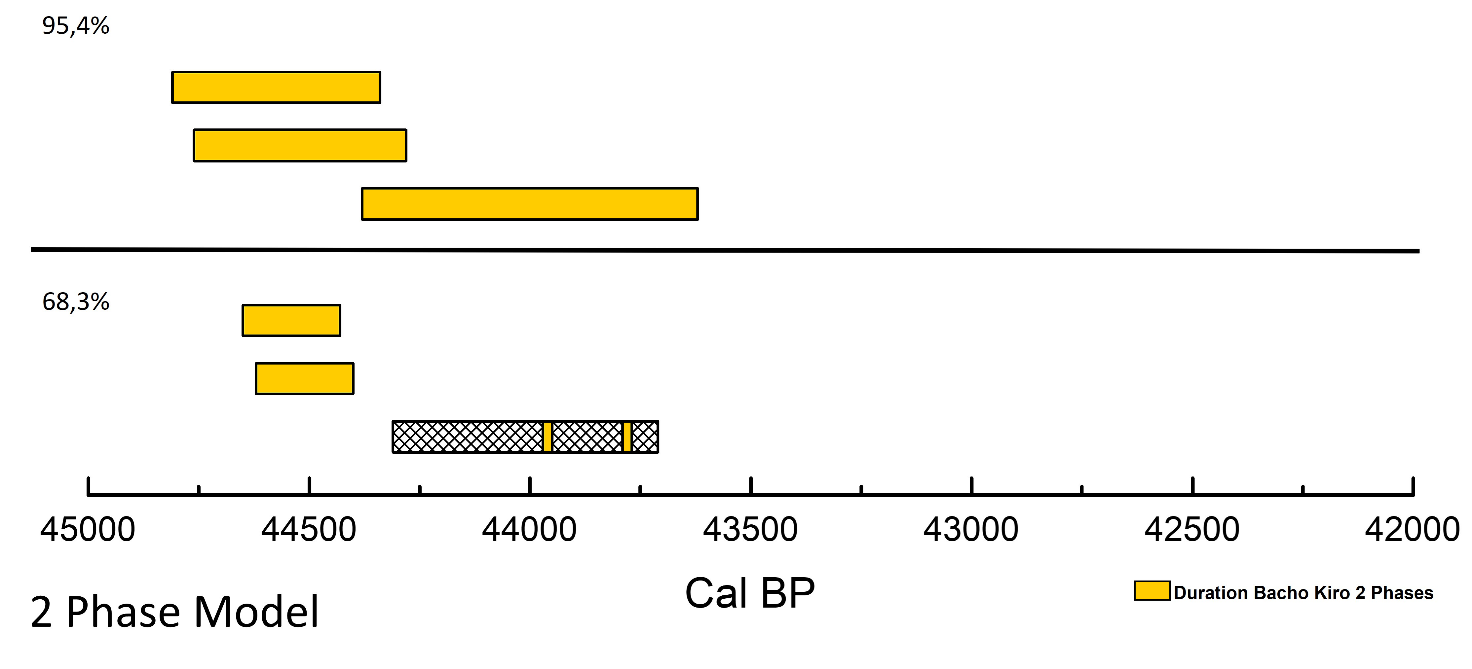 95,4%
68,3%
45000 44500 44000 43500 43000 42500 42000
Cal BP
Duration Bacho Kiro 2 Phases
2 Phase Model